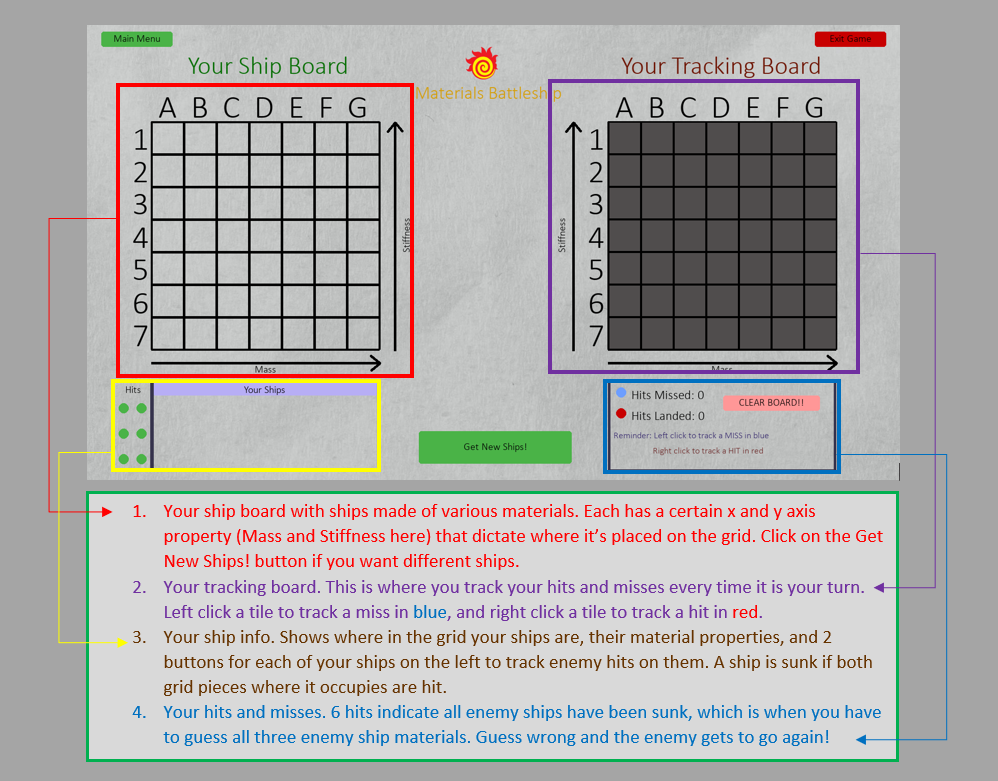 Main Menu
Exit Game
Your Ship Board
Your Tracking Board
Materials Battleship
A B C D E F G
1
2
3
4
5
6
7
Stiffness
Mass
A B C D E F G
1
2
3
4
5
6
7
Stiffness
Mass
Hits
Your Ships
Get New Ships!
Hits Missed: 0
CLEAR BOARD!!
Hits Landed: 0
Reminder: Left click to track a MISS in blue
Right click to track a HIT in red
1. Your ship board with ships made of various materials. Each has a certain x and y axis
property (Mass and Stiffness here) that dictate where it’s placed on the grid. Click on the Get
New Ships! button if you want different ships.
2. Your tracking board. This is where you track your hits and misses every time it is your turn.
Left click a tile to track a miss in blue, and right click a tile to track a hit in red.
3. Your ship info. Shows where in the grid your ships are, their material properties, and 2
buttons for each of your ships on the left to track enemy hits on them. A ship is sunk if both
grid pieces where it occupies are hit.
4. Your hits and misses. 6 hits indicate all enemy ships have been sunk, which is when you have
to guess all three enemy ship materials. Guess wrong and the enemy gets to go again!